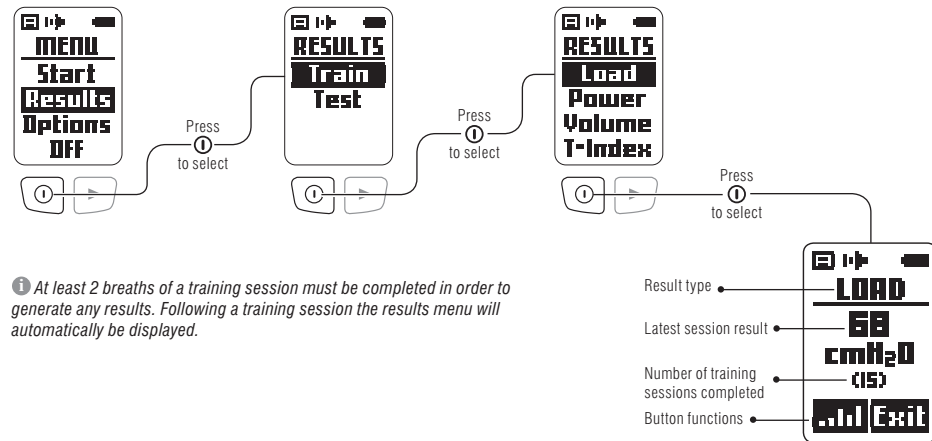 MENU
Start
Results
Options
OFF
Press
to select
RESULTS
Train
Test
Press
to select
RESULTS
Load
Power
Volume
T-Index
Press
to select
At least 2 breaths of a training session must be completed in order to
generate any results. Following a training session the results menu will
automatically be displayed.
Result type
Latest session result
Number of training
sessions completed
Button functions
LOAD
68
cmH₂O
(15)
Exit